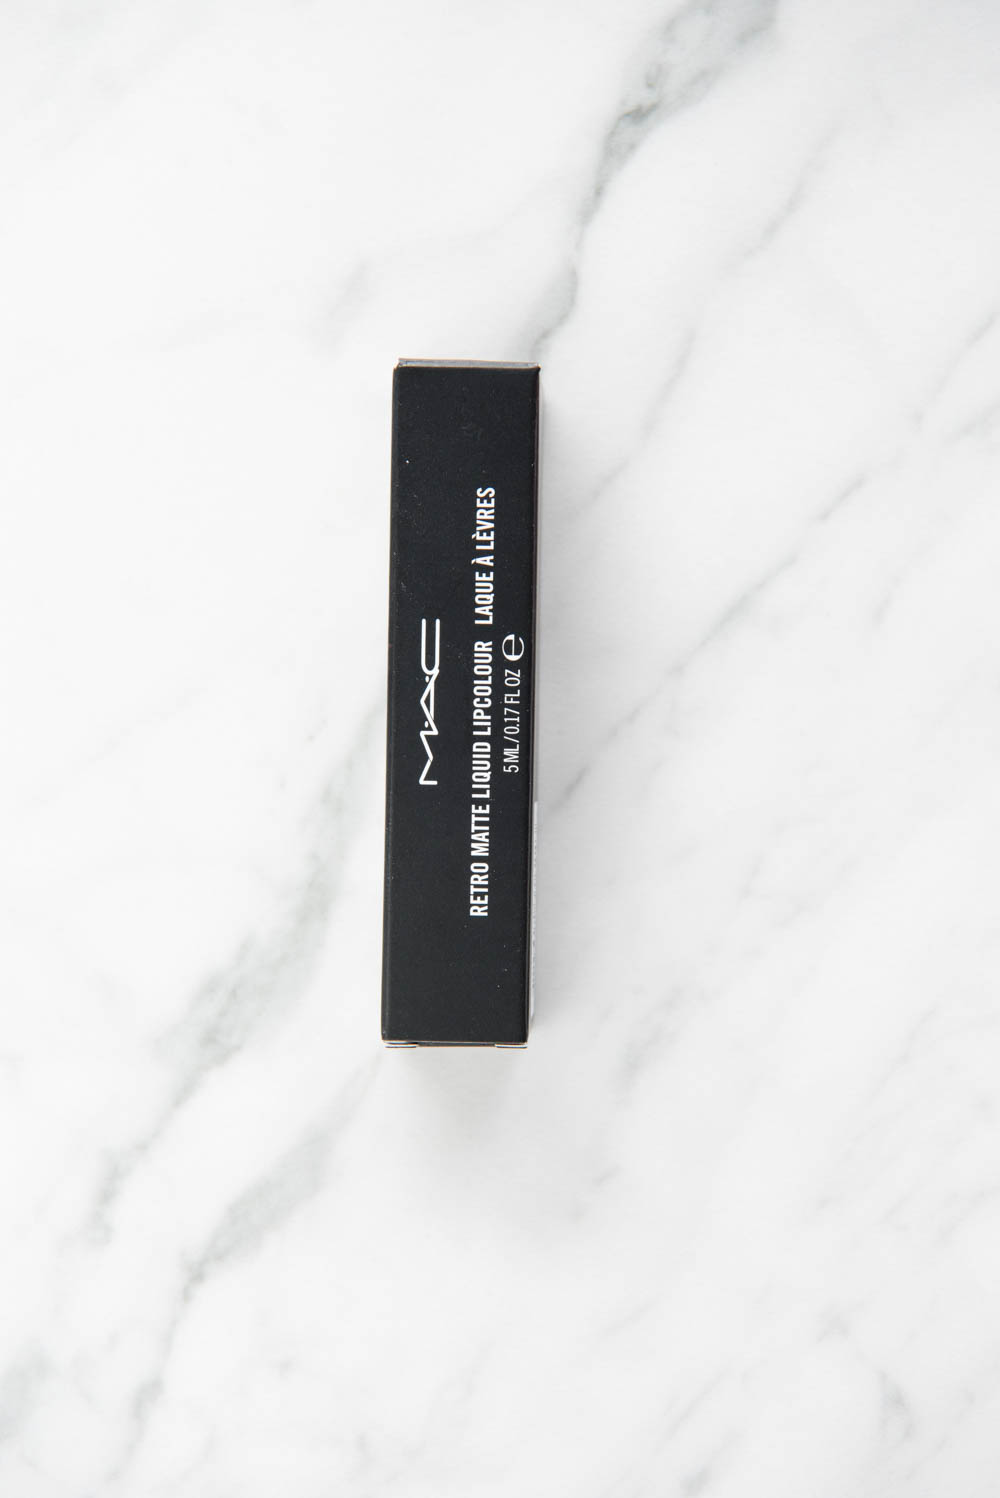 M·A·C
RETRO MATTE LIQUID LIPCOLOUR LAQUE À LÈVRES
5 ML/0.17 FL OZ ℮